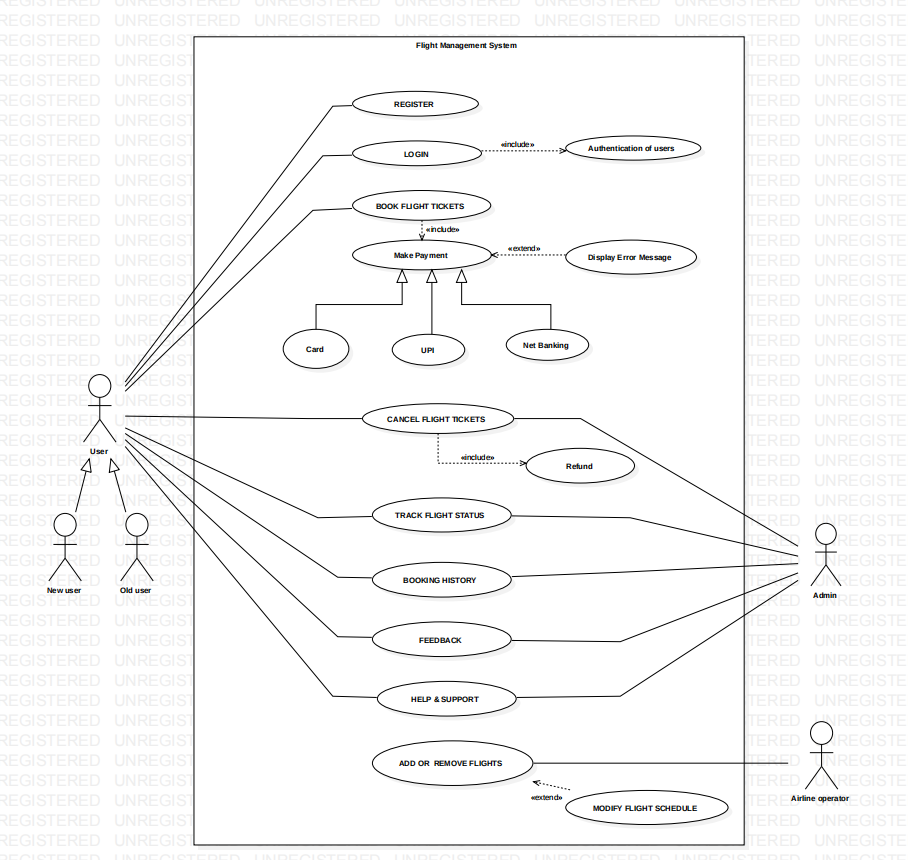 Flight Management System
REGISTER
LOGIN
«include»
Authentication of users
BOOK FLIGHT TICKETS
«include»
Make Payment
«extend»
Display Error Message
Card
UPI
Net Banking
User
CANCEL FLIGHT TICKETS
«include»
Refund
TRACK FLIGHT STATUS
New user
Old user
BOOKING HISTORY
Admin
FEEDBACK
HELP & SUPPORT
ADD OR REMOVE FLIGHTS
«extend»
Airline operator
MODIFY FLIGHT SCHEDULE
UNREGISTERED